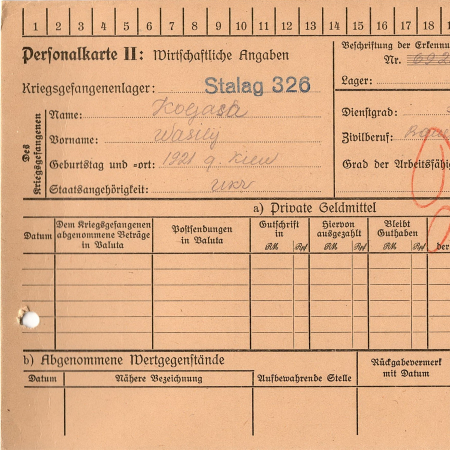 1 2 3 4 5 6 7 8 9 10 11 12 13 14 15 16 17 18
Personalkarte II: Wirtschaftliche Angaben
Beschriftung der Erkennu
Nr.
Kriegsgefangenenlager: Stalag 326
Lager:
Des Kriegsgefangenen
Name:
Vorname: Wasily
Geburtstag und =ort: 1921 g. Kiew
Staatsangehörigkeit: Ukr
Dienstgrad:
Zivilberuf:
Grad der Arbeitsfähig
a) Private Geldmittel
Datum
Dem Kriegsgefangenen abgenommene Beträge in Valuta
Postsendungen in Valuta
Gutschrift in
RM. Rpf
Hiervon ausgezahlt
RM. Rpf
Bleibt Guthaben
RM. Rpf
der
b) Abgenommene Wertgegenstände
Rückgabevermerk mit Datum
Datum
Nähere Bezeichnung
Aufbewahrende Stelle